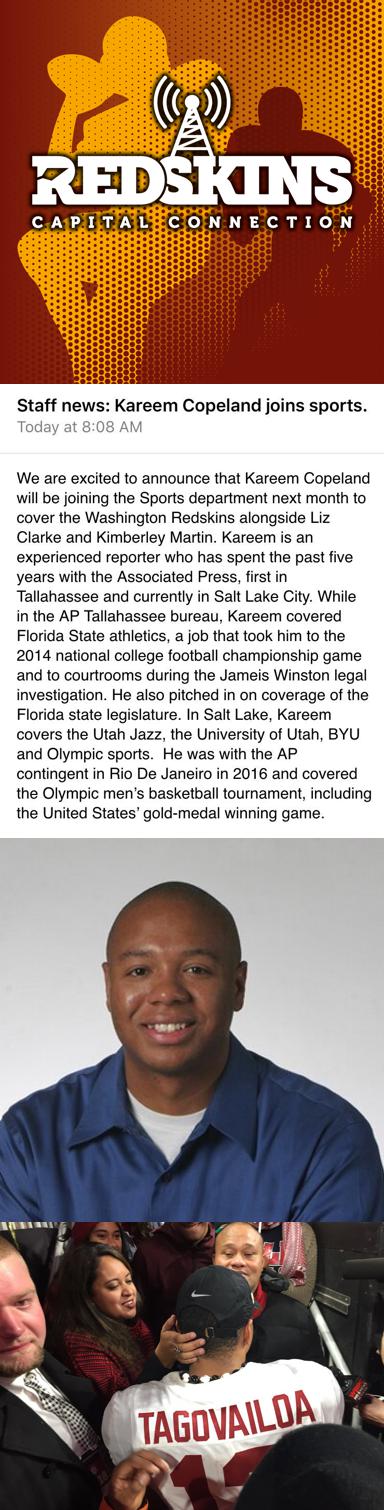 REDSKINS
CAPITAL CONNECTION
Staff news: Kareem Copeland joins sports.
Today at 8:08 AM
We are excited to announce that Kareem Copeland
will be joining the Sports department next month to
cover the Washington Redskins alongside Liz
Clarke and Kimberley Martin. Kareem is an
experienced reporter who has spent the past five
years with the Associated Press, first in
Tallahassee and currently in Salt Lake City. While
in the AP Tallahassee bureau, Kareem covered
Florida State athletics, a job that took him to the
2014 national college football championship game
and to courtrooms during the Jameis Winston legal
investigation. He also pitched in on coverage of the
Florida state legislature. In Salt Lake, Kareem
covers the Utah Jazz, the University of Utah, BYU
and Olympic sports.  He was with the AP
contingent in Rio De Janeiro in 2016 and covered
the Olympic men's basketball tournament, including
the United States' gold-medal winning game.
TAGOVAILOA